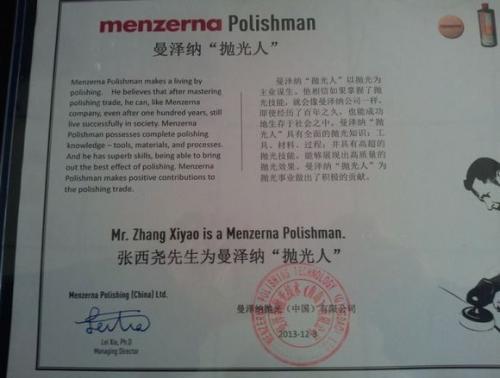 menzerna Polishman
曼泽纳“抛光人”
Menzerna Polishman makes a living by
polishing. He believes that after mastering
polishing trade, he can, like Menzerna
company, even after one hundred years, still
live successfully in society. Menzerna
Polishman possesses complete polishing
knowledge – tools, materials, and processes.
And he has superb skills, being able to bring
out the best effect of polishing. Menzerna
Polishman makes positive contributions to
the polishing trade.
曼泽纳“抛光人”以抛光为
主业谋生。他相信如果掌握了抛
光技能，就会像曼泽纳公司一样，
即使经历了百年之久，也能成功
地生存于社会之中。曼泽纳“抛
光人”具有全面的抛光知识：工
具、材料、过程；并具有高超的
抛光技能，能够展现出高质量的
抛光效果。曼泽纳“抛光人”为
抛光事业做出了积极的贡献。
Mr. Zhang Xiyao is a Menzerna Polishman.
张西尧先生为曼泽纳“抛光人”
Menzerna Polishing (China) Ltd.
曼泽纳抛光（中国）有限公司
2013-12-3
Lei Xia, Ph.D
Managing Director
MENZERNA POLISHING TECHNOLOGY